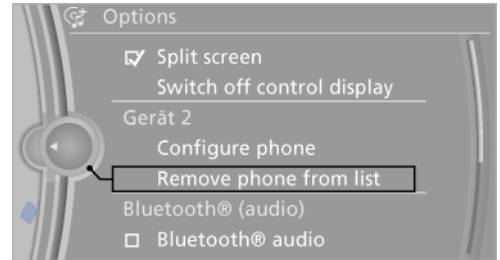 Options
Split screen
Switch off control display
Gerät 2
Configure phone
Remove phone from list
Bluetooth® (audio)
Bluetooth® audio